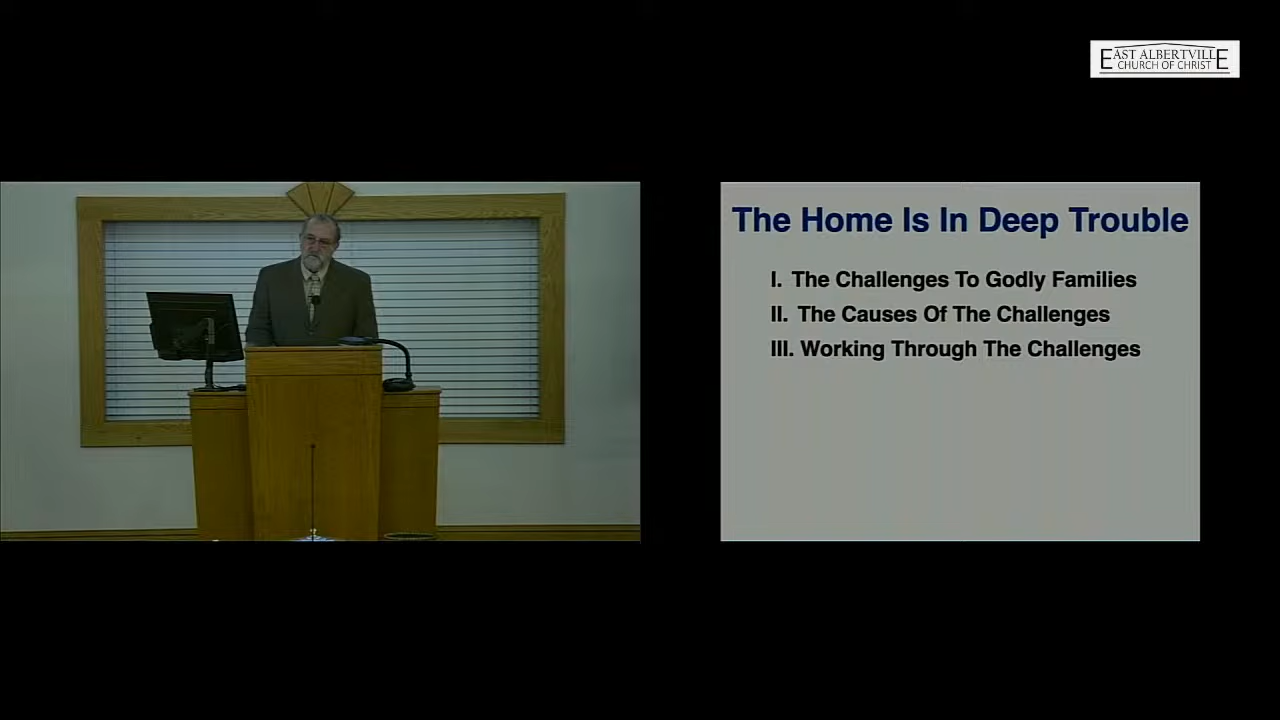 EAST ALBERTVILLE
CHURCH OF CHRIST
The Home Is In Deep Trouble
I. The Challenges To Godly Families
II. The Causes Of The Challenges
III. Working Through The Challenges